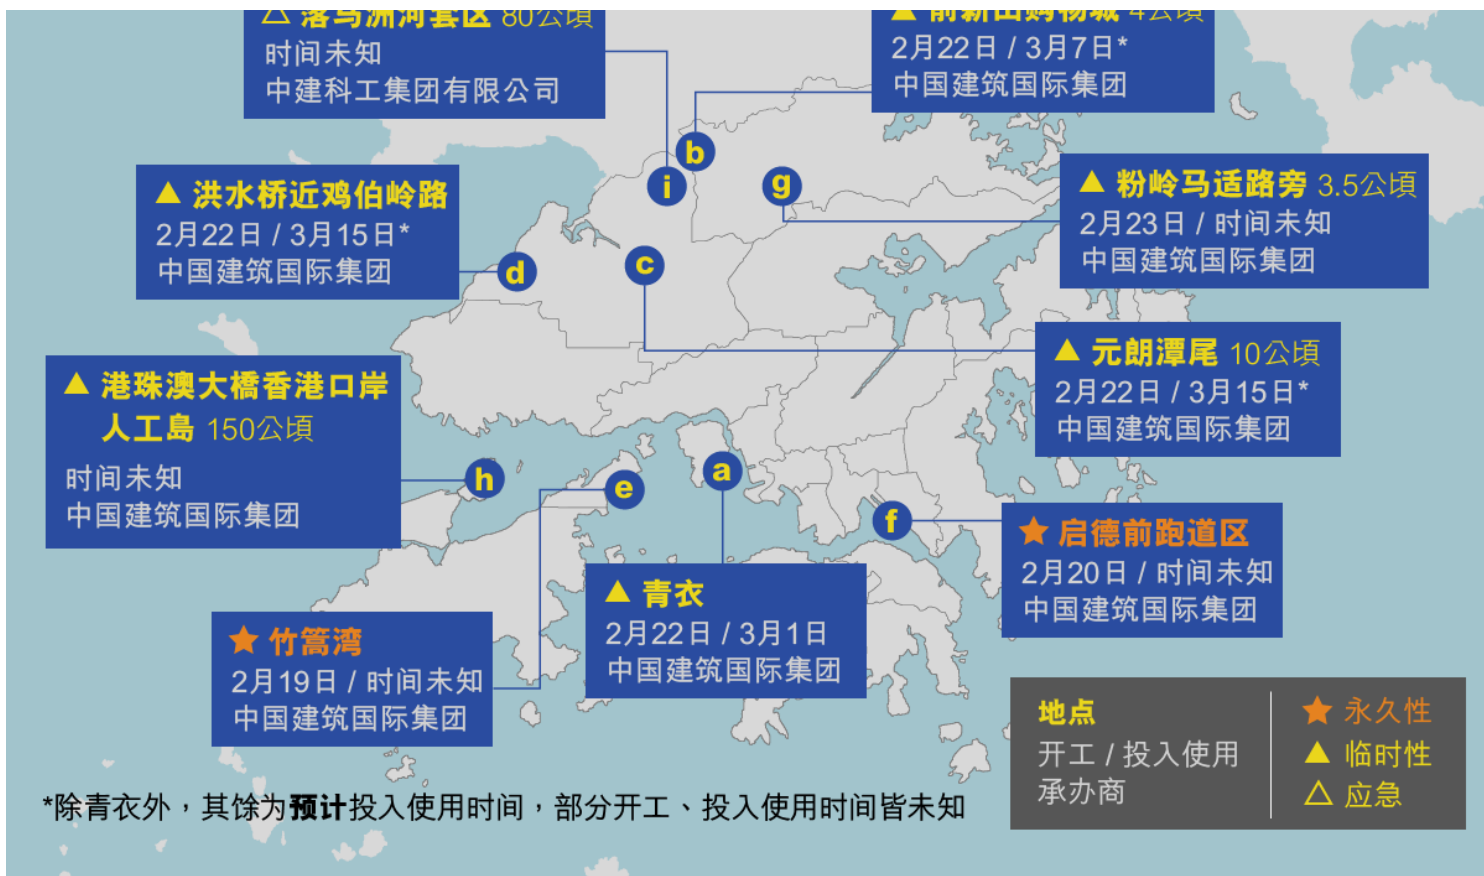 △ 落马洲河套区 80公頃
时间未知
中建科工集团有限公司
▲ 前新田购物城 4公頃
2月22日 / 3月7日*
中国建筑国际集团
b
i
g
▲ 洪水桥近鸡伯岭路
2月22日 / 3月15日*
中国建筑国际集团
d
c
▲ 粉岭马适路旁 3.5公頃
2月23日 / 时间未知
中国建筑国际集团
▲ 元朗潭尾 10公頃
2月22日 / 3月15日*
中国建筑国际集团
▲ 港珠澳大橋香港口岸
人工島 150公頃
时间未知
中国建筑国际集团
h
e
a
f
★ 启德前跑道区
2月20日 / 时间未知
中国建筑国际集团
▲ 青衣
2月22日 / 3月1日
中国建筑国际集团
★ 竹篙湾
2月19日 / 时间未知
中国建筑国际集团
地点
开工 / 投入使用
承办商
★ 永久性
▲ 临时性
△ 应急
*除青衣外，其馀为预计投入使用时间，部分开工、投入使用时间皆未知